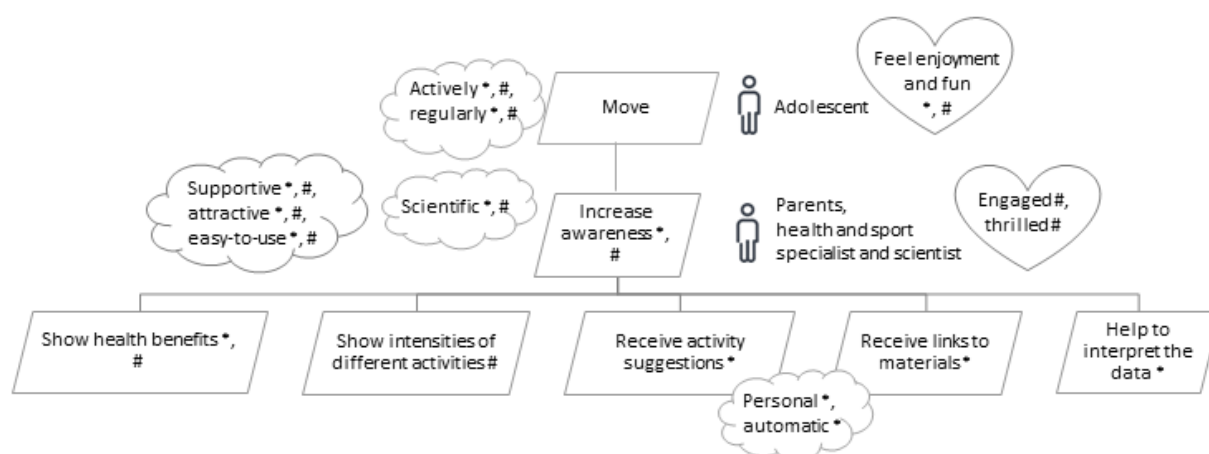 Feel enjoyment
and fun
*, #
Actively *, #,
regularly *, #
Move
Adolescent
Supportive *, #,
attractive *, #,
easy-to-use *, #
Scientific *, #
Increase
awareness *,
#
Parents,
health and sport
specialist and scientist
Engaged #,
thrilled #
Show health benefits *,
#
Show intensities of
different activities #
Receive activity
suggestions *
Receive links to
materials *
Help to
interpret the
data *
Personal *,
automatic *